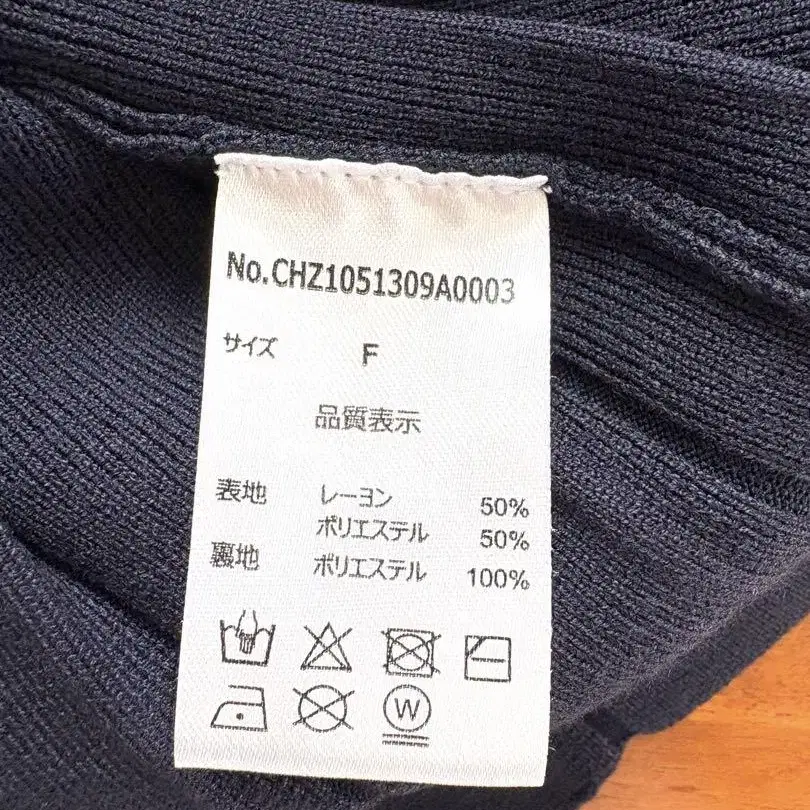 No.CHZ1051309A0003
サイズ F
品質表示
表地 レーヨン 50%
ポリエステル 50%
裏地 ポリエステル 100%
W